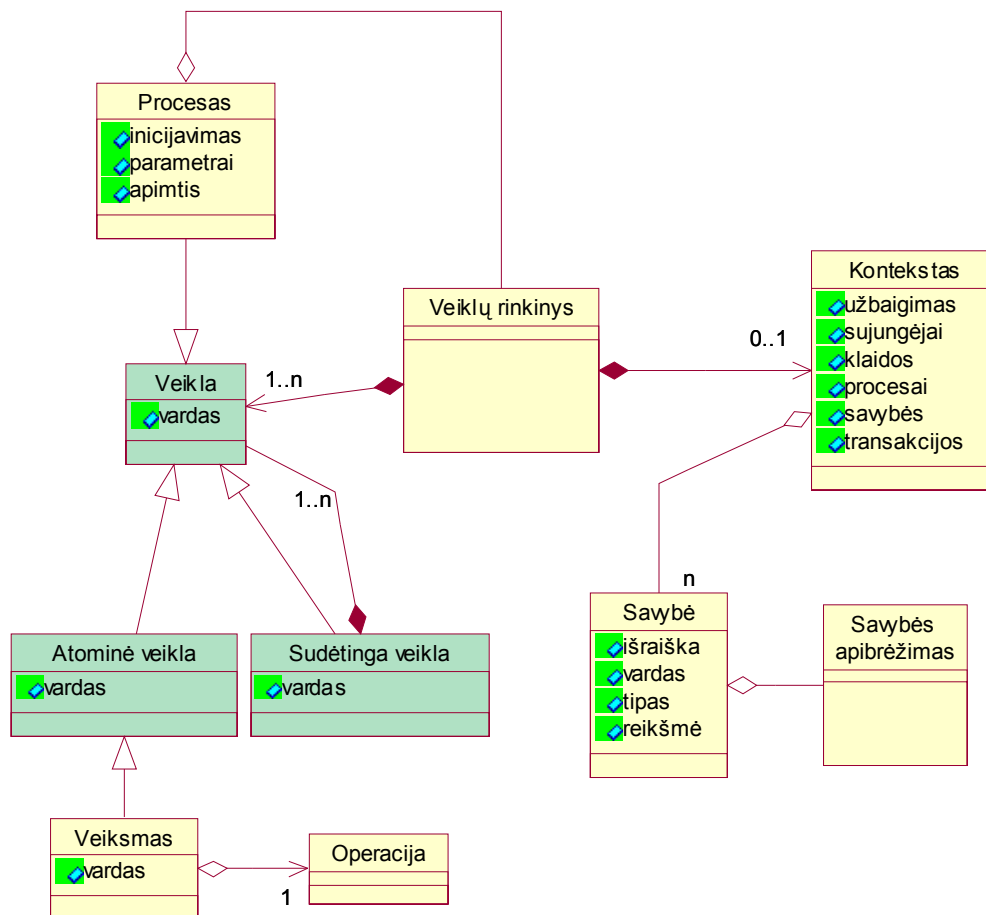 Procesas
inicijavimas
parametrai
apimtis
Veiklų rinkinys
Kontekstas
užbaigimas
sujungėjai
klaidos
procesai
savybės
transakcijos
0..1
1..n
Veikla
vardas
1..n
n
Atominė veikla
vardas
Sudėtinga veikla
vardas
Savybė
išraiška
vardas
tipas
reikšmė
Savybės
apibrėžimas
Veiksmas
vardas
1
Operacija